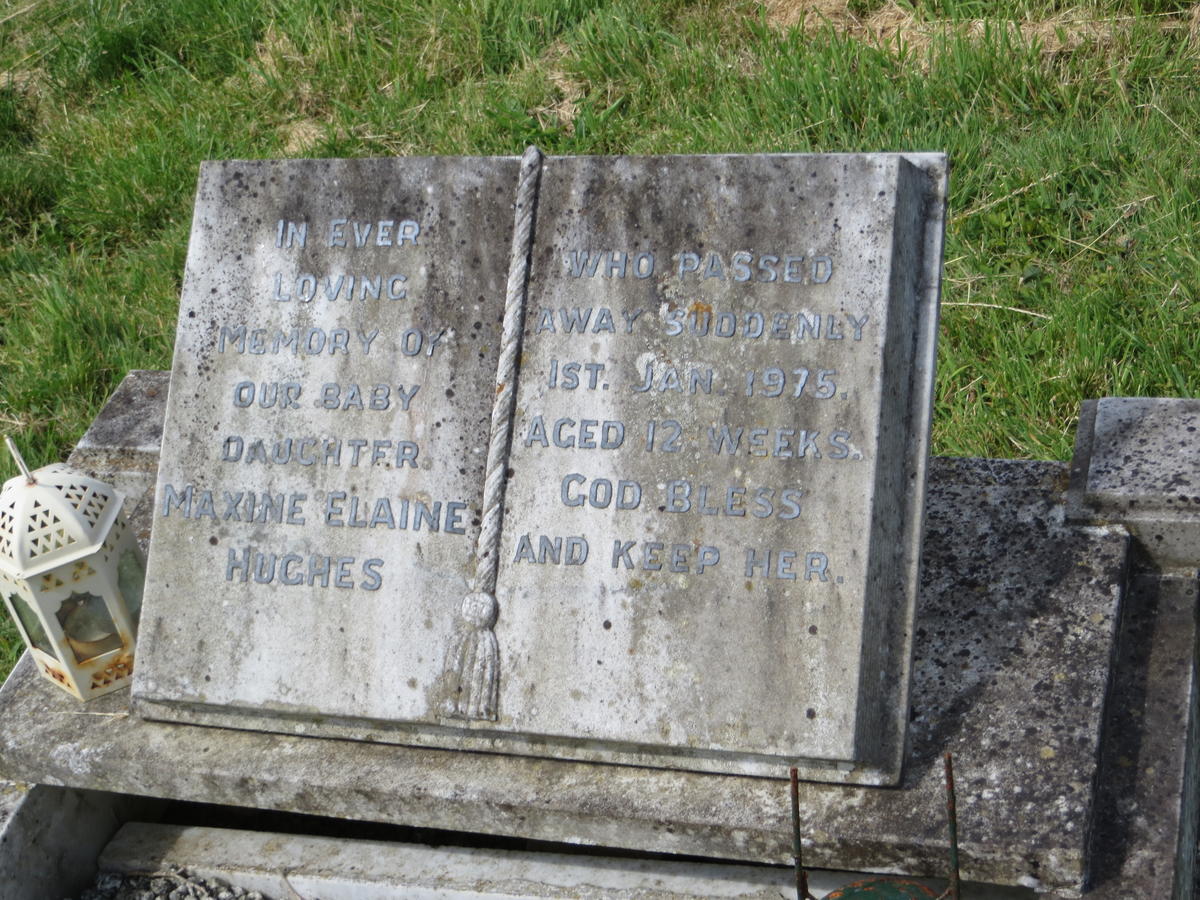 IN EVER
LOVING
MEMORY OF
OUR BABY
DAUGHTER
MAXINE ELAINE
HUGHES
WHO PASSED
AWAY SUDDENLY
1ST. JAN. 1975.
AGED 12 WEEKS.
GOD BLESS
AND KEEP HER.